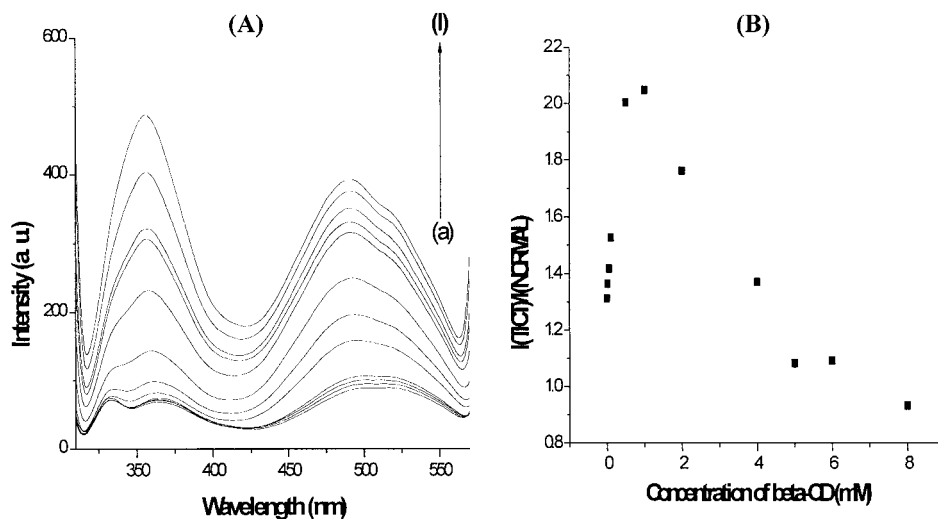 (A)
(l)
600
400
200
0
(a)
350
400
450
500
550
Intensity (a. u.)
Wavelength (nm)
(B)
2.2
2.0
1.8
1.6
1.4
1.2
1.0
0.8
0
2
4
6
8
I(TICT)/I(NORMAL)
Concentration of beta-CD(mM)